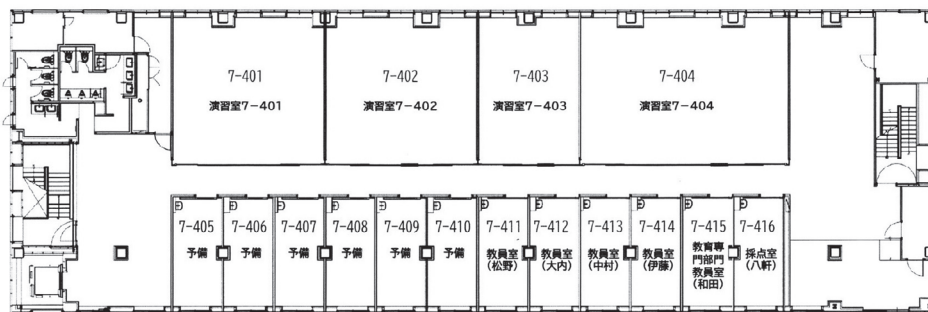 7-401
演習室7-401
7-402
演習室7-402
7-403
演習室7-403
7-404
演習室7-404
7-405
予備
7-406
予備
7-407
予備
7-408
予備
7-409
予備
7-410
予備
7-411
教員室
(松野)
7-412
教員室
(大内)
7-413
教員室
(中村)
7-414
教員室
(伊藤)
7-415
教育専
門部門
教員室
(和田)
7-416
採点室
(八軒)